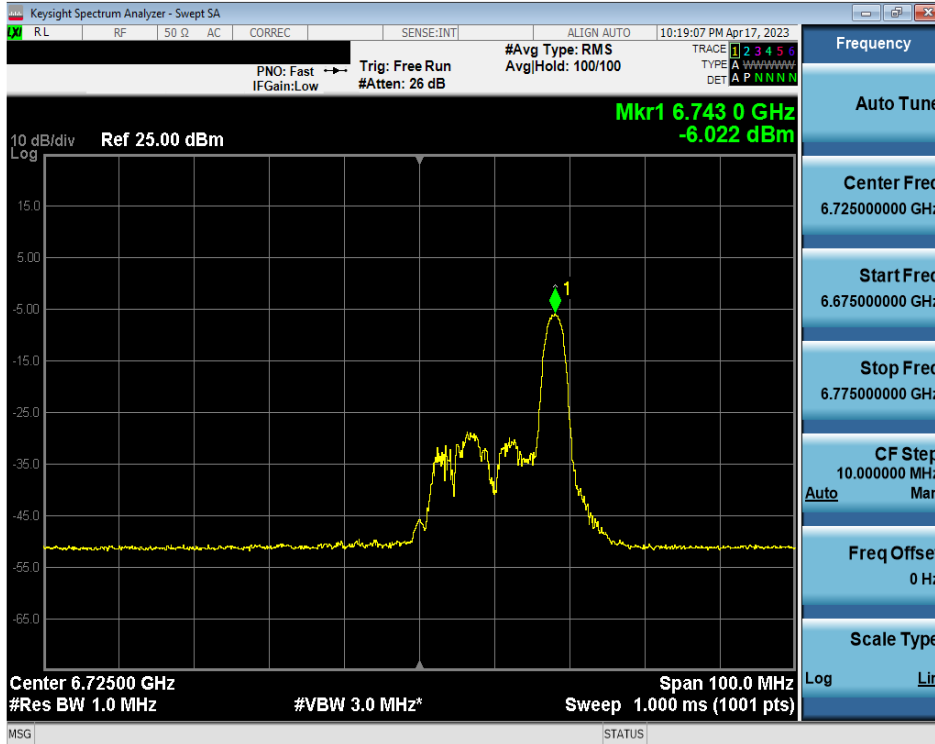 Keysight Spectrum Analyzer - Swept SA
LXI RL RF 50 Ω AC CORREC SENSE:INT ALIGN AUTO 10:19:07 PM Apr 17, 2023
PNO: Fast
IFGain:Low
Trig: Free Run
#Atten: 26 dB
#Avg Type: RMS
Avg|Hold: 100/100
TRACE 1 2 3 4 5 6
TYPE A WWWWW
DET A P N N N N
Mkr1 6.743 0 GHz
-6.022 dBm
10 dB/div Ref 25.00 dBm
Log
15.0
5.00
-5.00
-15.0
-25.0
-35.0
-45.0
-55.0
-65.0
1
Center 6.72500 GHz Span 100.0 MHz
#Res BW 1.0 MHz #VBW 3.0 MHz* Sweep 1.000 ms (1001 pts)
MSG STATUS
Frequency
Auto Tune
Center Freq
6.725000000 GHz
Start Freq
6.675000000 GHz
Stop Freq
6.775000000 GHz
CF Step
10.000000 MHz
Auto Man
Freq Offset
0 Hz
Scale Type
Log Lin